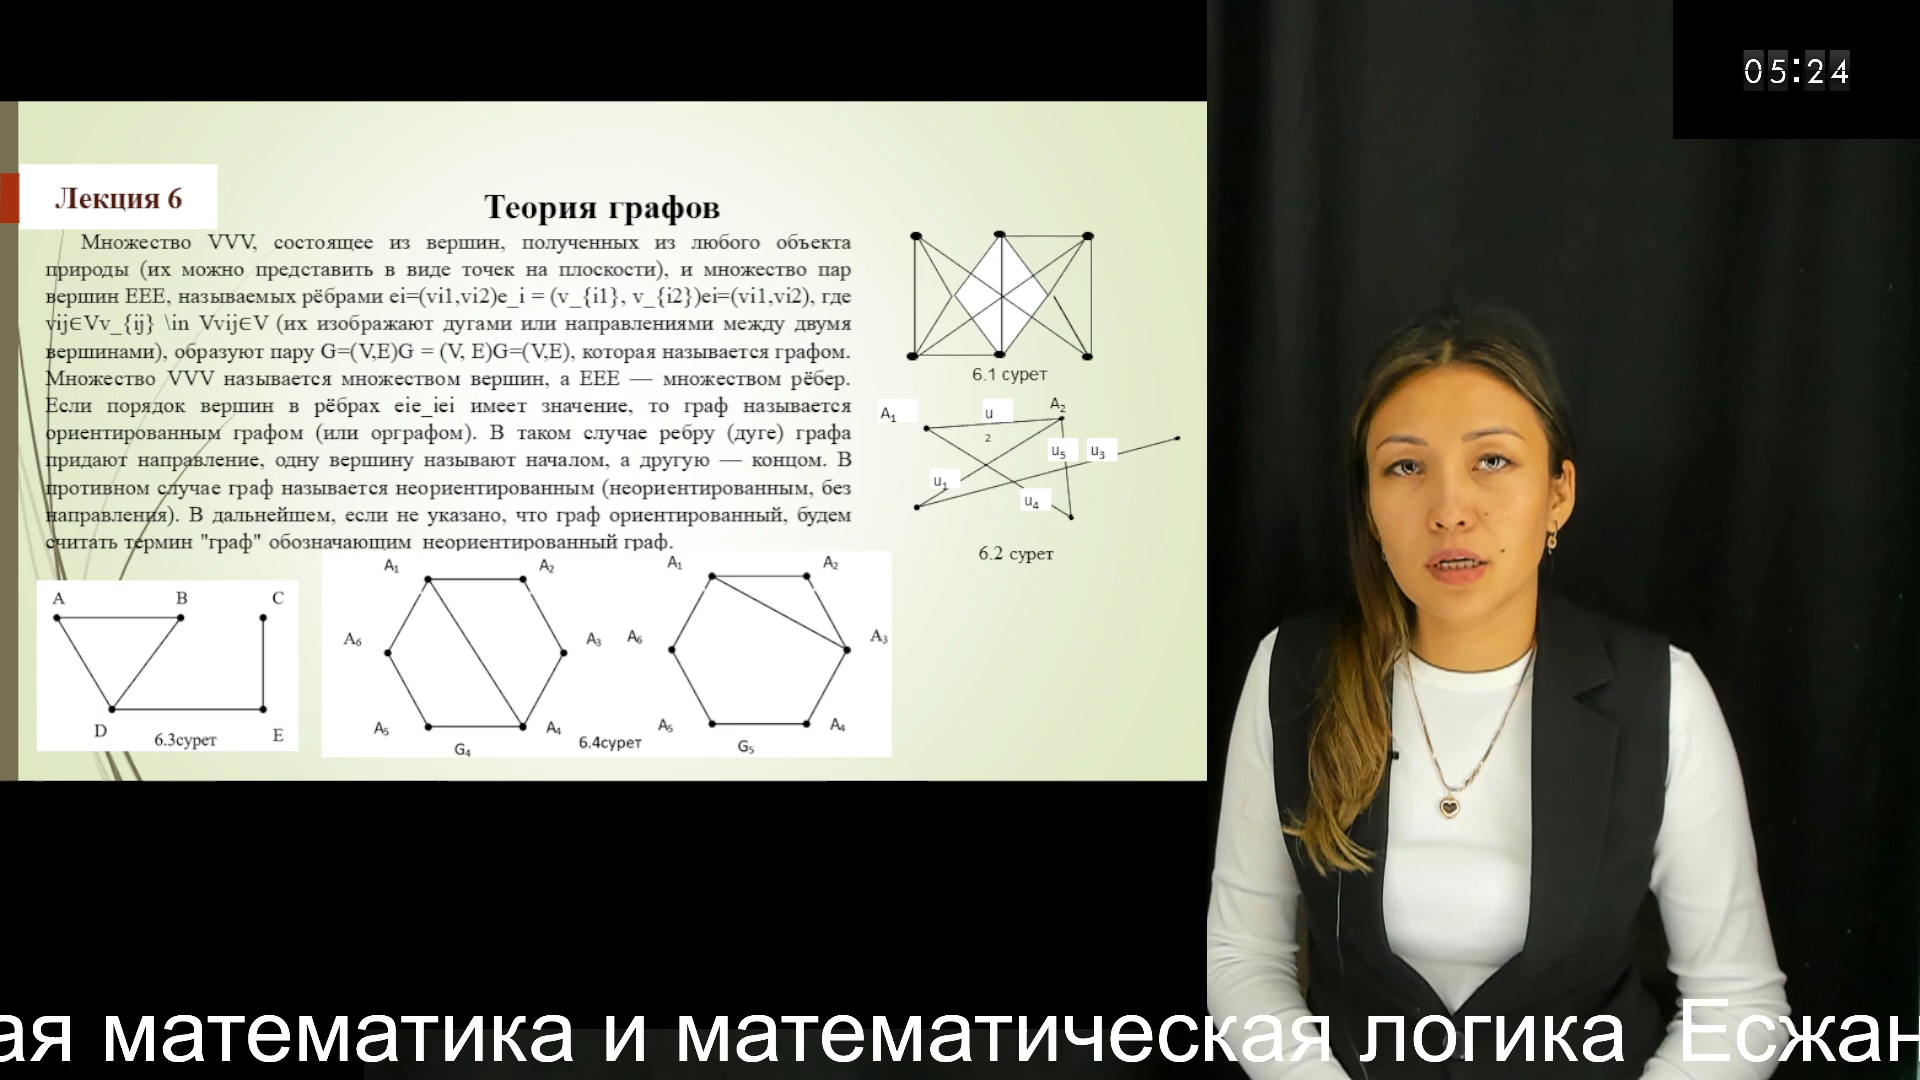 05:24
Лекция 6
Теория графов
Множество VVV, состоящее из вершин, полученных из любого объекта
природы (их можно представить в виде точек на плоскости), и множество пар
вершин EEE, называемых рёбрами ei=(vi1,vi2)e_i = (v_{i1}, v_{i2})ei=(vi1,vi2), где
vij∈Vv_{ij} \in Vvij∈V (их изображают дугами или направлениями между двумя
вершинами), образуют пару G=(V,E)G = (V, E)G=(V,E), которая называется графом.
Множество VVV называется множеством вершин, а EEE — множеством рёбер.
Если порядок вершин в рёбрах eie_iei имеет значение, то граф называется
ориентированным графом (или орграфом). В таком случае ребру (дуге) графа
придают направление, одну вершину называют началом, а другую — концом. В
противном случае граф называется неориентированным (неориентированным, без
направления). В дальнейшем, если не указано, что граф ориентированный, будем
считать термин "граф" обозначающим неориентированный граф.
6.1 сурет
A₁ u₂ A₂
u₅ u₃
u₁
u₄
6.2 сурет
A B C
D E
6.3сурет
A₁ A₂
A₆ A₃
A₅ A₄
G₄
6.4сурет
A₁ A₂
A₆ A₃
A₅ A₄
G₅
ая математика и математическая логика Есжан